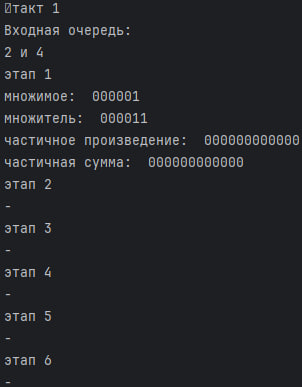 такт 1
Входная очередь:
2 и 4
этап 1
множимое:  000001
множитель:  000011
частичное произведение:  000000000000
частичная сумма:  000000000000
этап 2
-
этап 3
-
этап 4
-
этап 5
-
этап 6
-